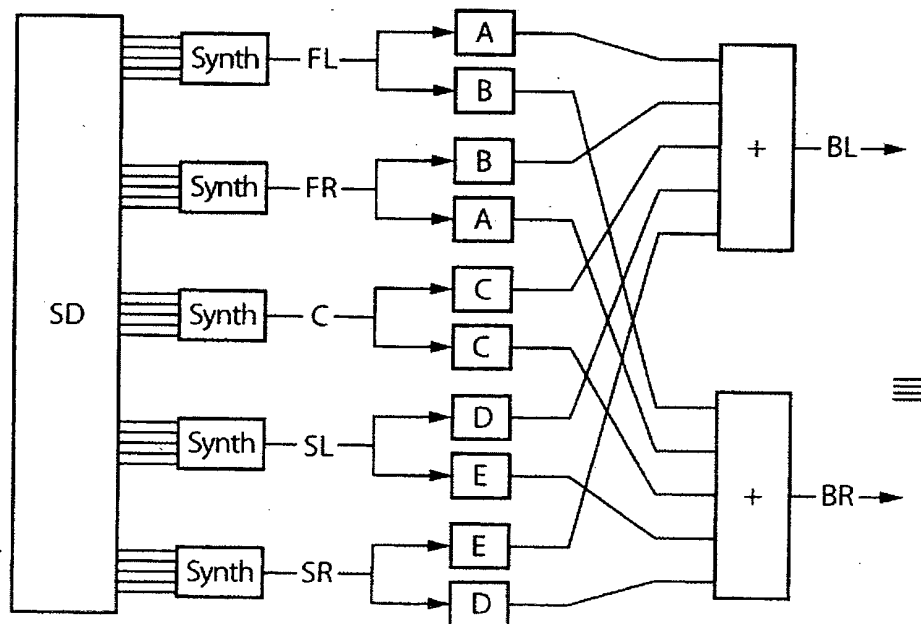 A
Synth FL
B
+ BL
B
Synth FR
A
C
SD Synth C
C
D
Synth SL
E
+ BR
E
Synth SR
D